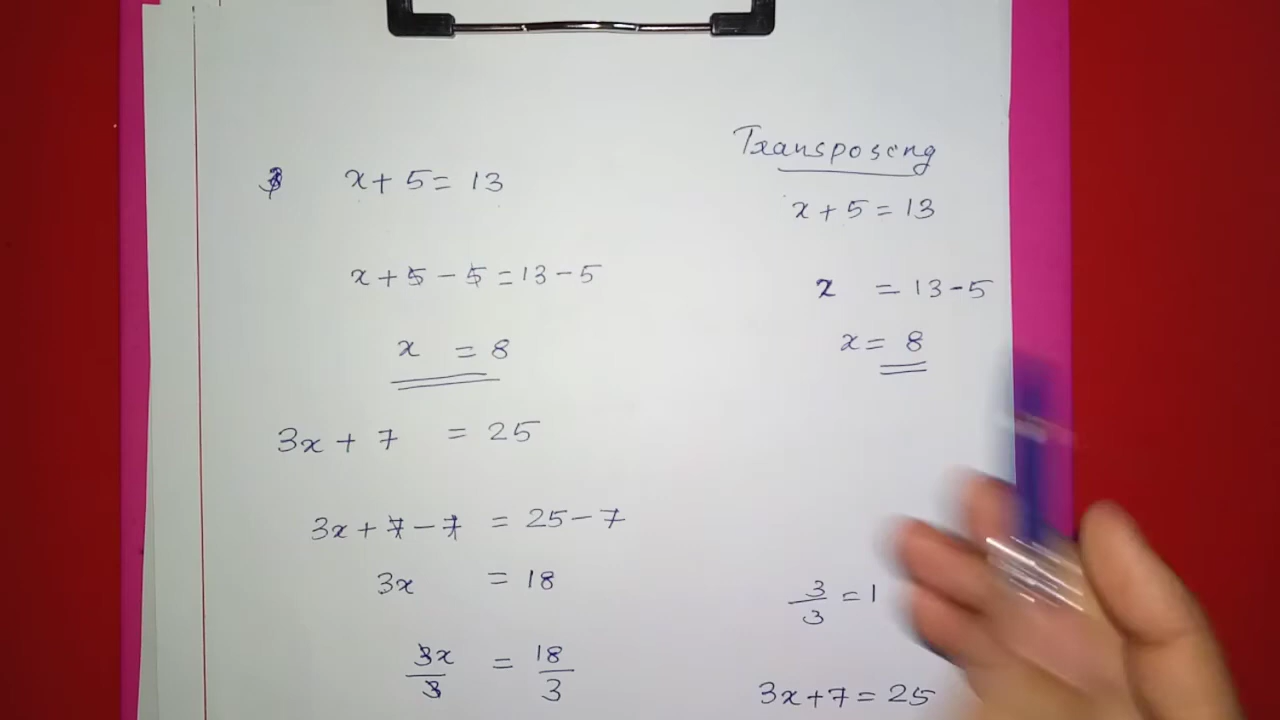 x + 5 = 13
x + 5 - 5 = 13 - 5
x = 8
3x + 7 = 25
3x + 7 - 7 = 25 - 7
3x = 18
3x/3 = 18/3
Transposing
x + 5 = 13
x = 13 - 5
x = 8
3/3 = 1
3x + 7 = 25